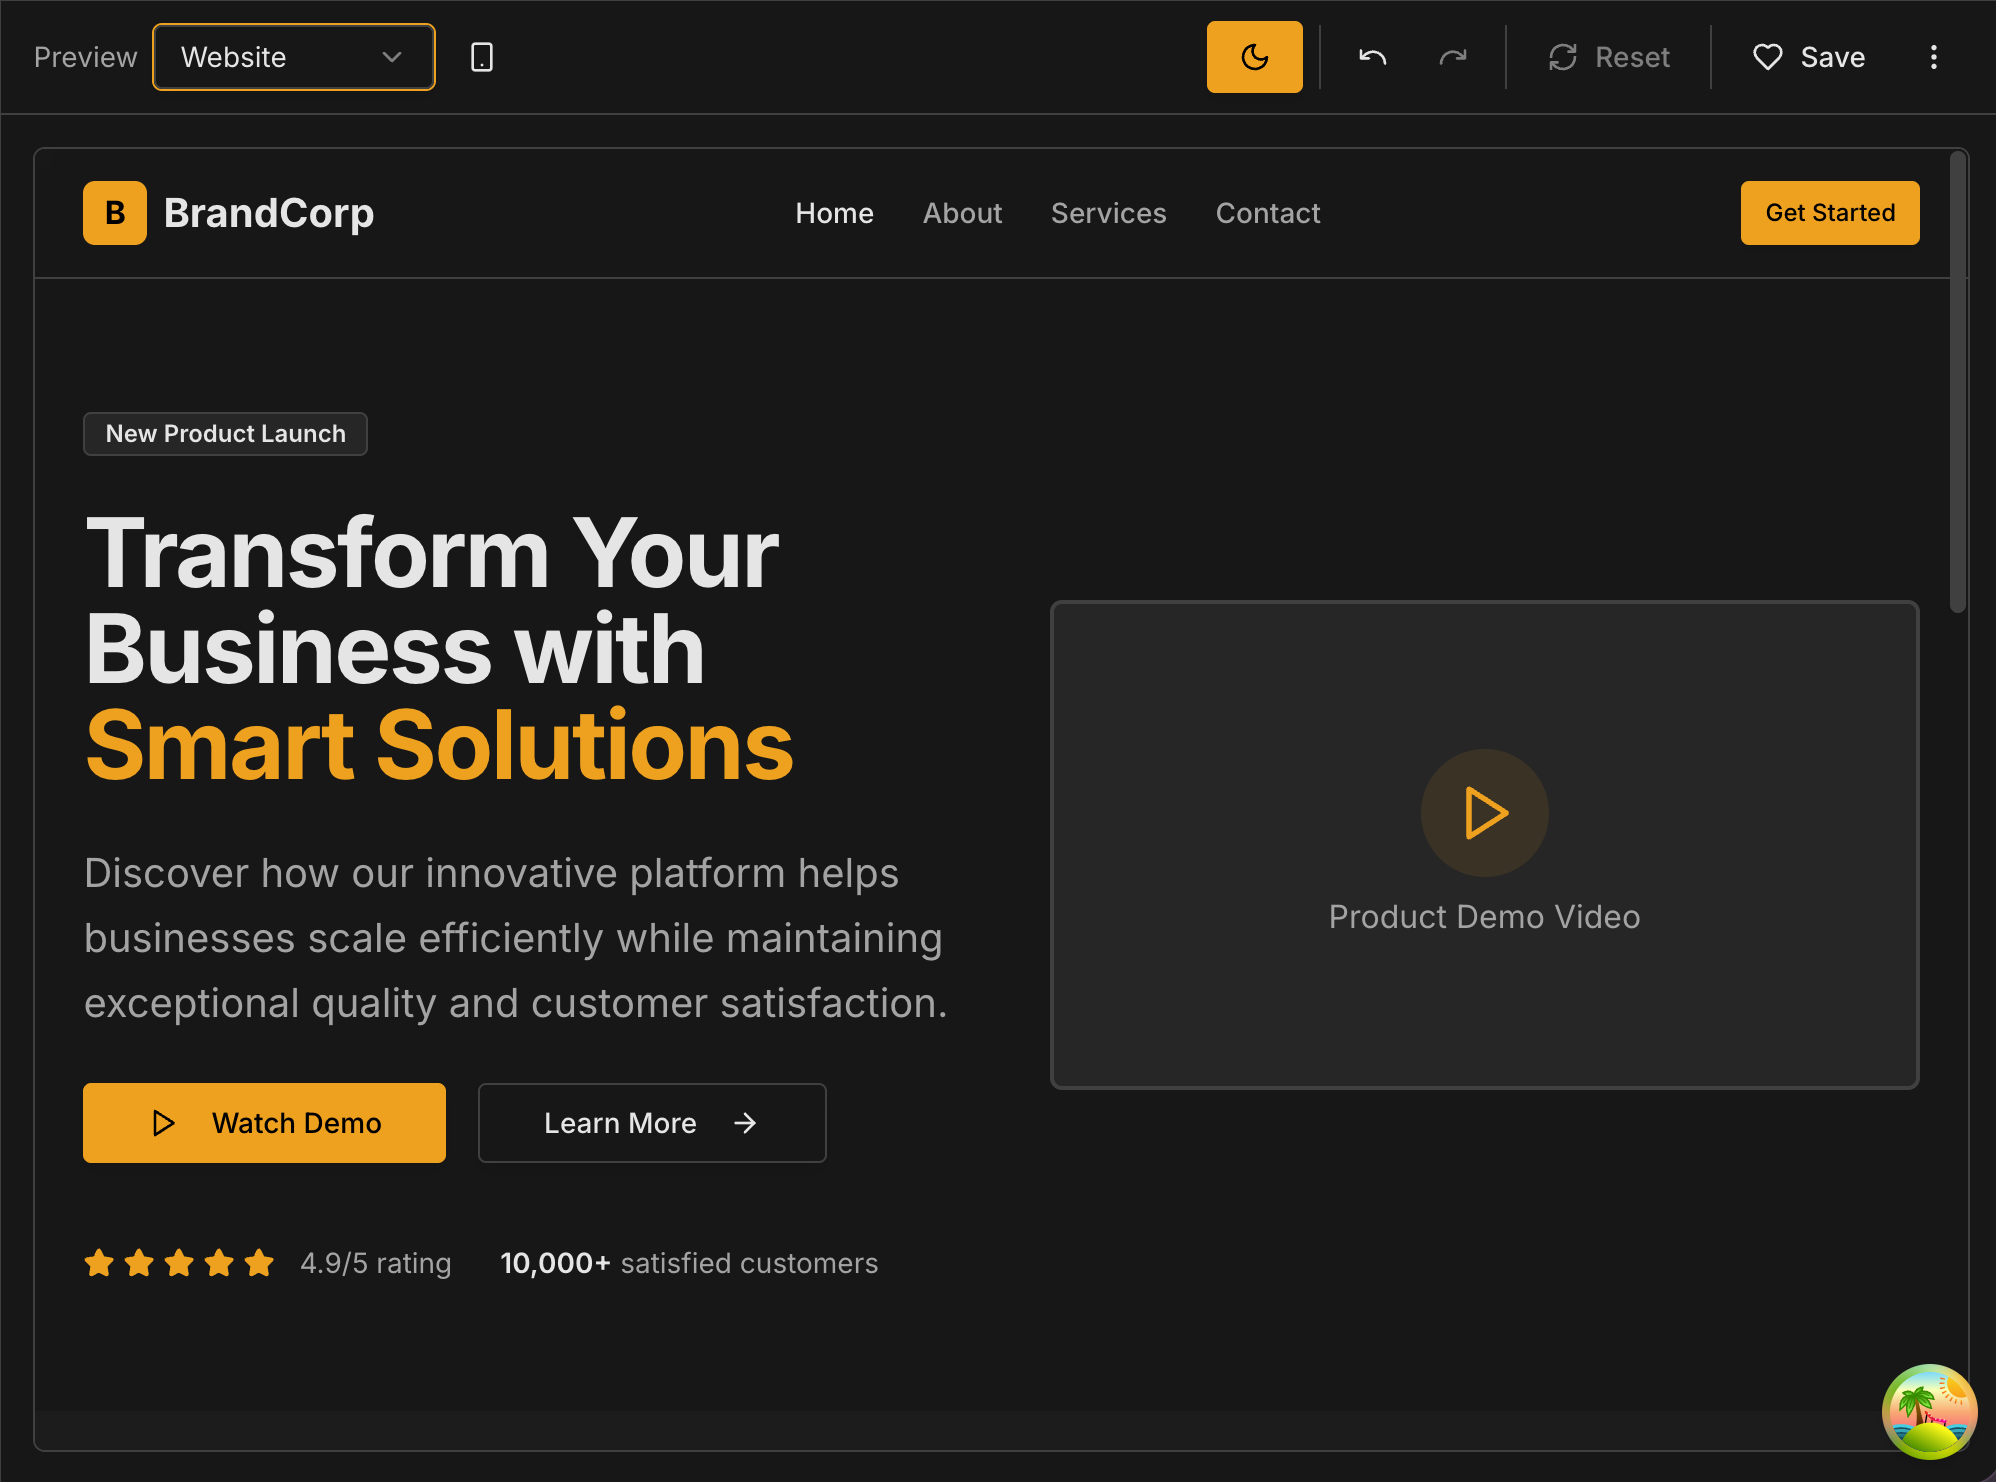 Preview
Website
Reset
Save
B
BrandCorp
Home
About
Services
Contact
Get Started
New Product Launch
Transform Your
Business with
Smart Solutions
Discover how our innovative platform helps
businesses scale efficiently while maintaining
exceptional quality and customer satisfaction.
Product Demo Video
Watch Demo
Learn More
4.9/5 rating
10,000+ satisfied customers